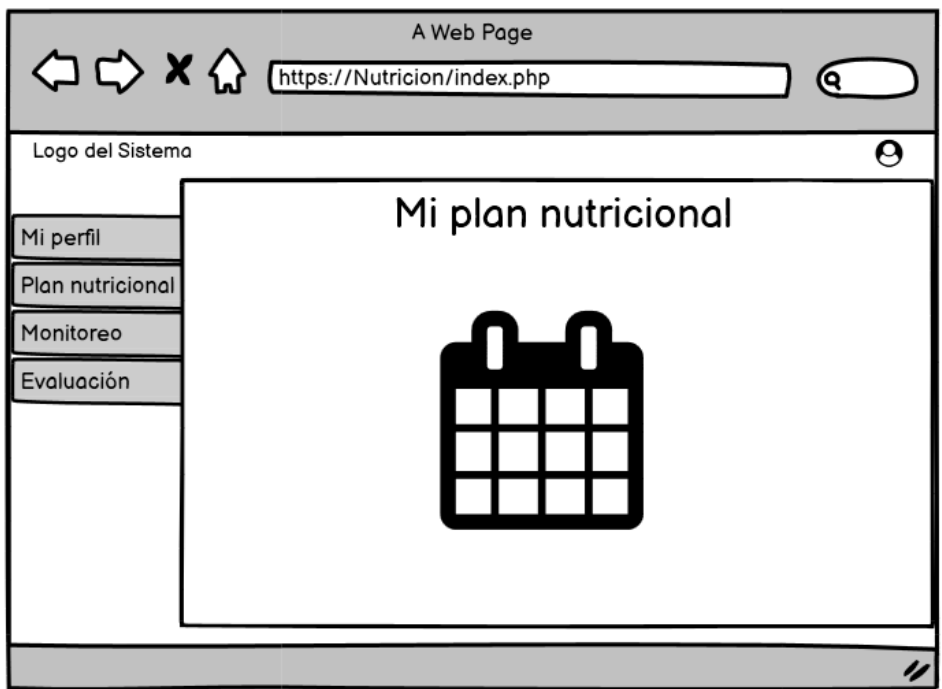 A Web Page
https://Nutricion/index.php
Logo del Sistema
Mi perfil
Plan nutricional
Monitoreo
Evaluación
Mi plan nutricional